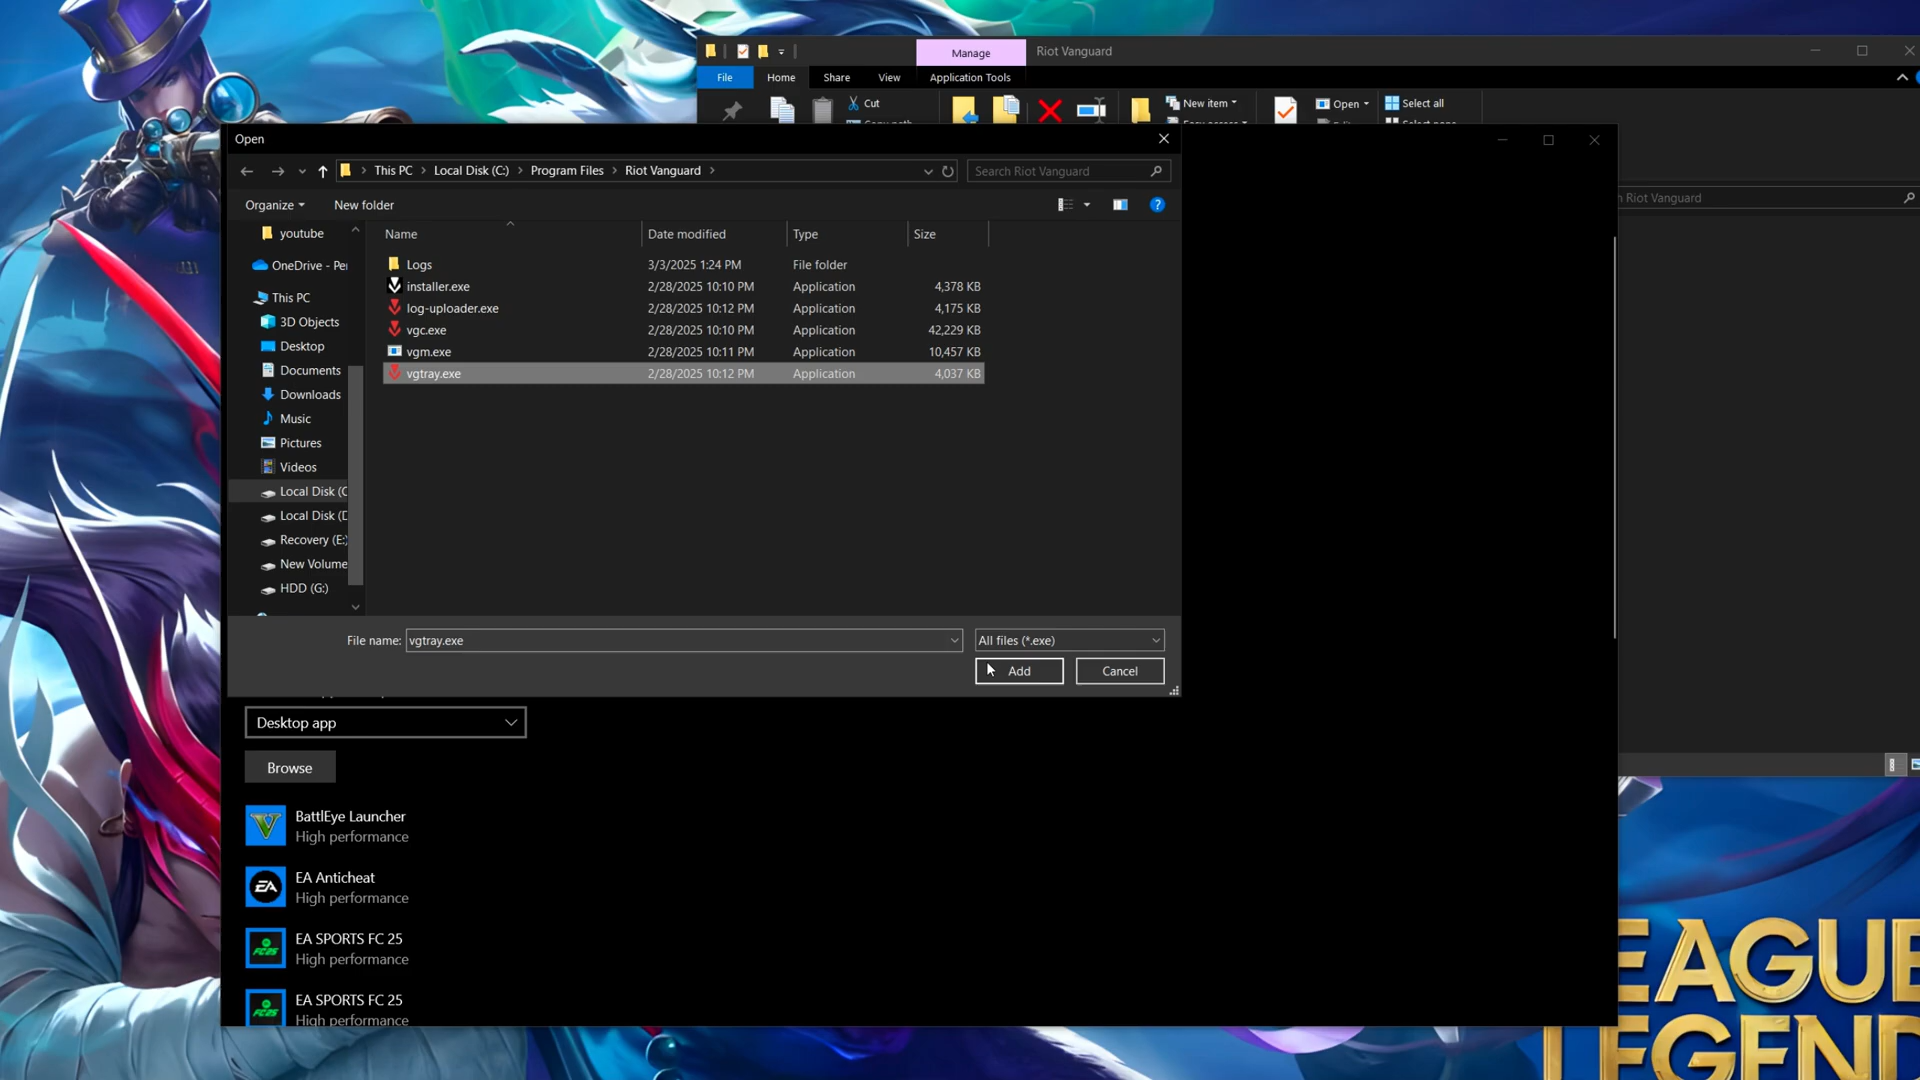 Manage
Riot Vanguard
File
Home
Share
View
Application Tools
Cut
New item
Open
Select all
Open
This PC
Local Disk (C:)
Program Files
Riot Vanguard
Search Riot Vanguard
Riot Vanguard
Organize
New folder
Name
Date modified
Type
Size
youtube
OneDrive - Per
This PC
3D Objects
Desktop
Documents
Downloads
Music
Pictures
Videos
Local Disk (C
Local Disk (D
Recovery (E:)
New Volume
HDD (G:)
Logs 3/3/2025 1:24 PM File folder
installer.exe 2/28/2025 10:10 PM Application 4,378 KB
log-uploader.exe 2/28/2025 10:12 PM Application 4,175 KB
vgc.exe 2/28/2025 10:10 PM Application 42,229 KB
vgm.exe 2/28/2025 10:11 PM Application 10,457 KB
vgtray.exe 2/28/2025 10:12 PM Application 4,037 KB
File name: vgtray.exe
All files (*.exe)
Add
Cancel
Desktop app
Browse
BattlEye Launcher
High performance
EA Anticheat
High performance
EA SPORTS FC 25
High performance
EA SPORTS FC 25
High performance
EA
FC25
FC25
EAGUE
LEGEND